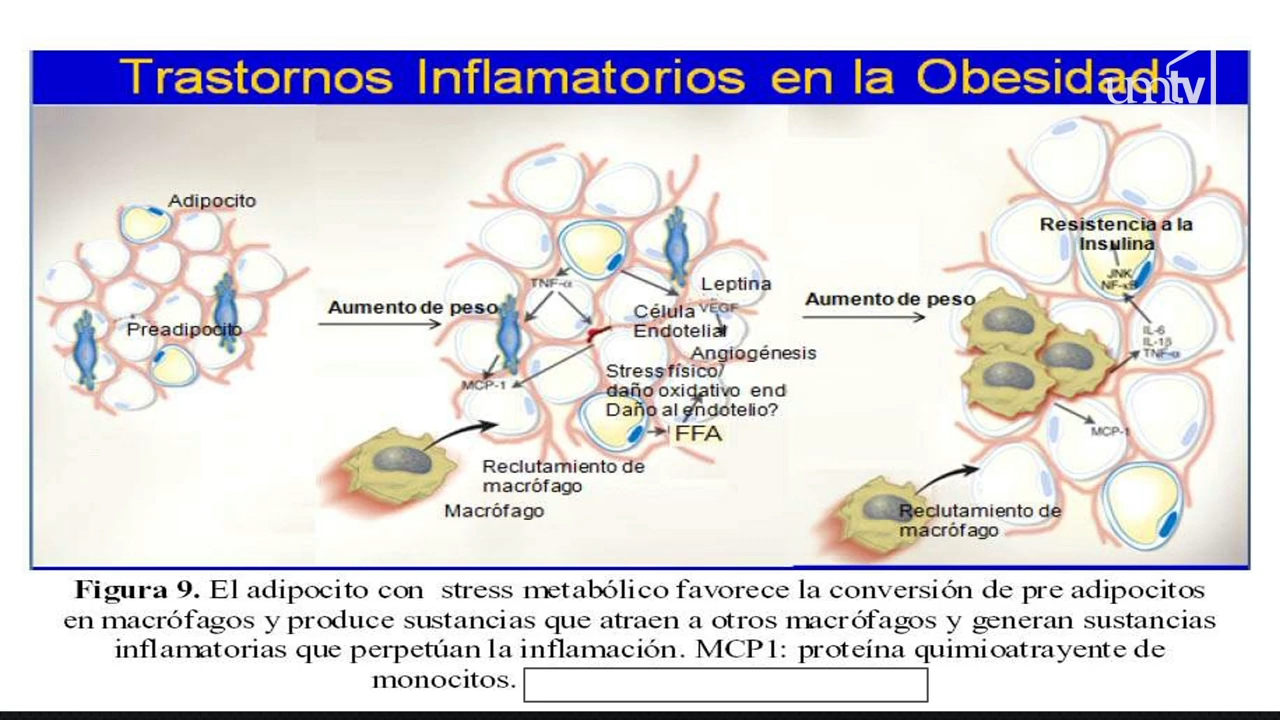 Trastornos Inflamatorios en la Obesidad
umtv
Adipocito
Preadipocito
Aumento de peso
TNF-α
MCP-1
Leptina
Célula
Endotelial
VEGF
Angiogénesis
Stress físico/
daño oxidativo end
Daño al endotelio?
FFA
Reclutamiento de
macrófago
Macrófago
Aumento de peso
Resistencia a la
Insulina
JNK
NF-κB
IL-6
IL-1β
TNF-α
MCP-1
Reclutamiento de
macrófago
Figura 9. El adipocito con stress metabólico favorece la conversión de pre adipocitos
en macrófagos y produce sustancias que atraen a otros macrófagos y generan sustancias
inflamatorias que perpetúan la inflamación. MCP1: proteína quimioatrayente de
monocitos.